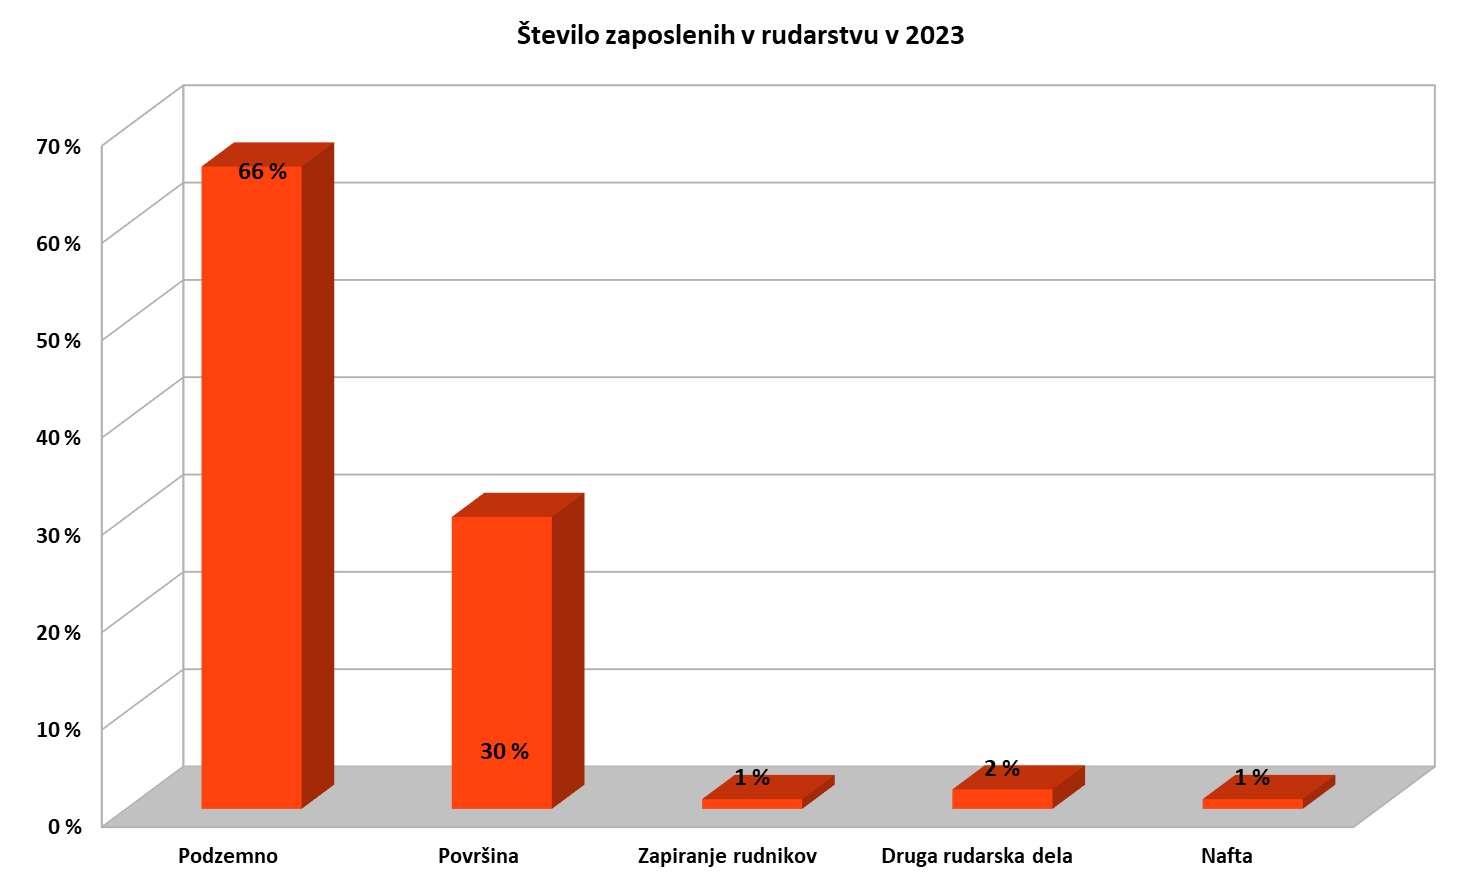 Število zaposlenih v rudarstvu v 2023
70 %
60 %
50 %
40 %
30 %
20 %
10 %
0 %
66 %
30 %
1 %
2 %
1 %
Podzemno
Površina
Zapiranje rudnikov
Druga rudarska dela
Nafta